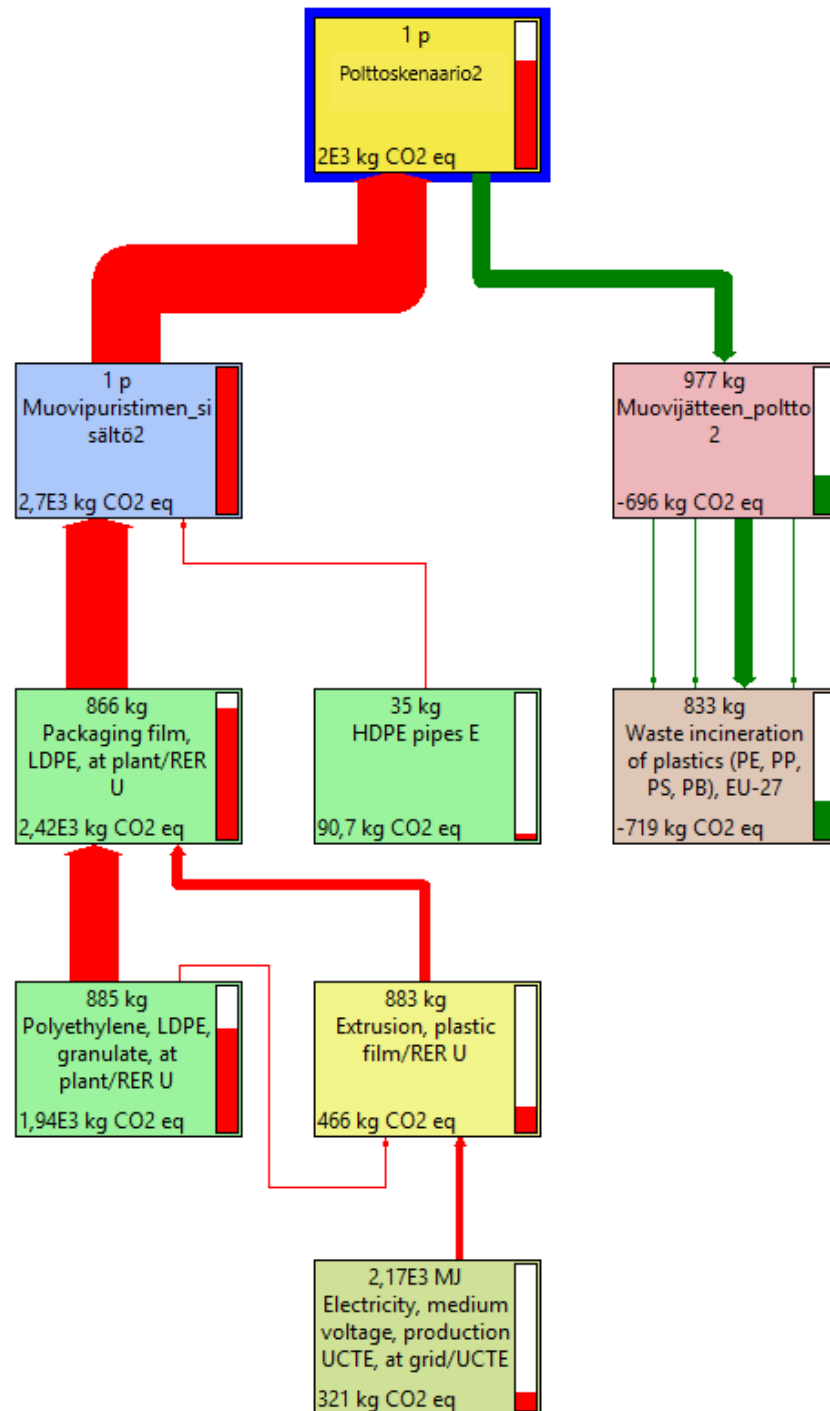 1 p
Polttoskenaario2
2E3 kg CO2 eq
1 p
Muovipuristimen_si
sältö2
2,7E3 kg CO2 eq
977 kg
Muovijätteen_poltto
2
-696 kg CO2 eq
866 kg
Packaging film,
LDPE, at plant/RER
U
2,42E3 kg CO2 eq
35 kg
HDPE pipes E
90,7 kg CO2 eq
833 kg
Waste incineration
of plastics (PE, PP,
PS, PB), EU-27
-719 kg CO2 eq
885 kg
Polyethylene, LDPE,
granulate, at
plant/RER U
1,94E3 kg CO2 eq
883 kg
Extrusion, plastic
film/RER U
466 kg CO2 eq
2,17E3 MJ
Electricity, medium
voltage, production
UCTE, at grid/UCTE
321 kg CO2 eq